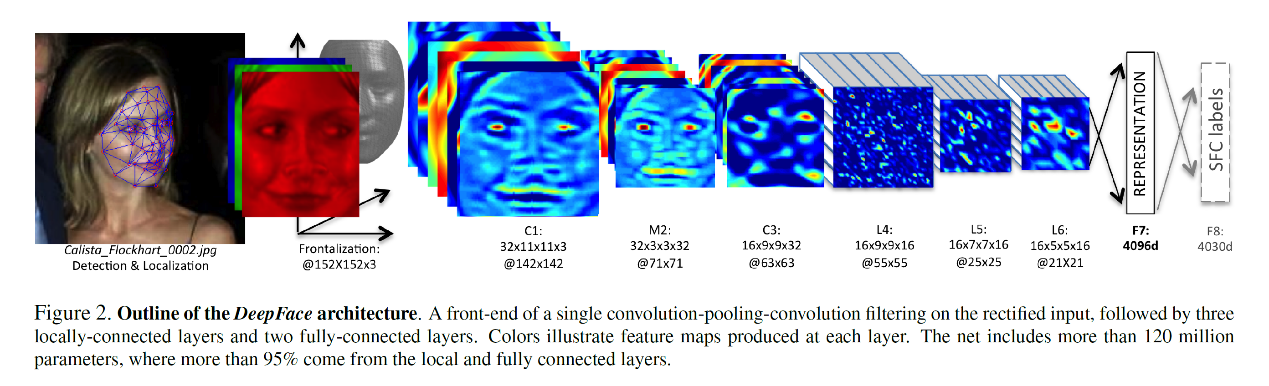 Calista_Flockhart_0002.jpg
Detection & Localization
Frontalization:
@152X152x3
C1:
32x11x11x3
@142x142
M2:
32x3x3x32
@71x71
C3:
16x9x9x32
@63x63
L4:
16x9x9x16
@55x55
L5:
16x7x7x16
@25x25
L6:
16x5x5x16
@21X21
REPRESENTATION
F7:
4096d
SFC labels
F8:
4030d
Figure 2. Outline of the DeepFace architecture. A front-end of a single convolution-pooling-convolution filtering on the rectified input, followed by three
locally-connected layers and two fully-connected layers. Colors illustrate feature maps produced at each layer. The net includes more than 120 million
parameters, where more than 95% come from the local and fully connected layers.